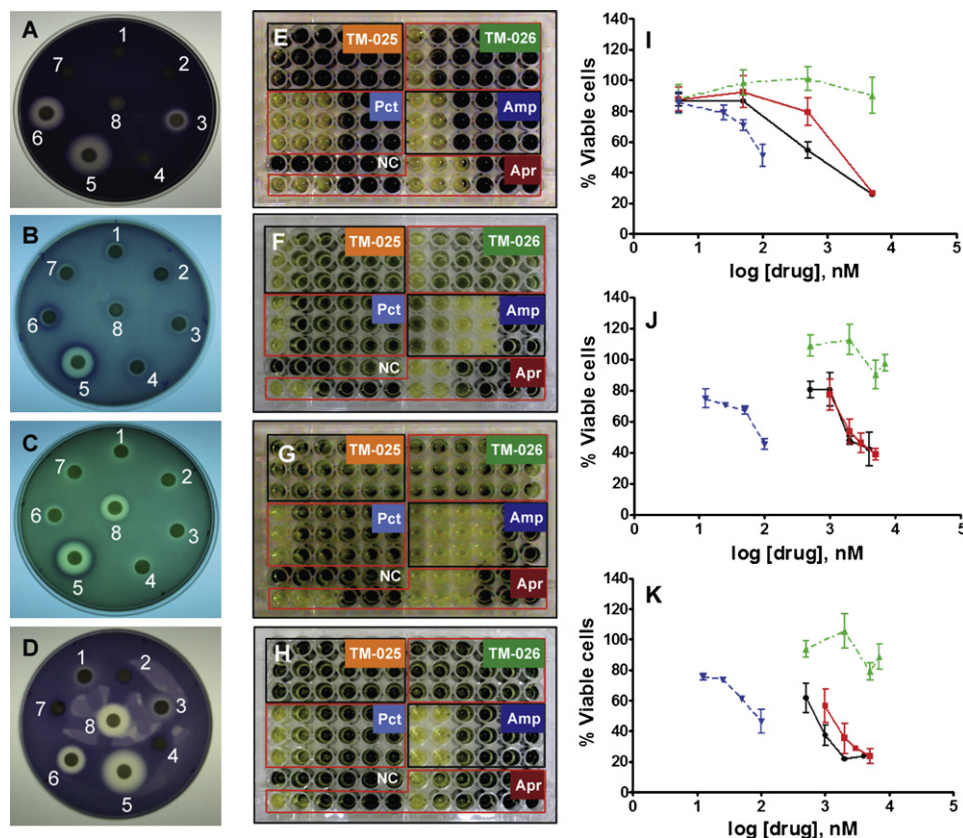 A
1
2
3
4
5
6
7
8
B
1
2
3
4
5
6
7
8
C
1
2
3
4
5
6
7
8
D
1
2
3
4
5
6
7
8
E
TM-025
TM-026
Pct
Amp
NC
Apr
F
TM-025
TM-026
Pct
Amp
NC
Apr
G
TM-025
TM-026
Pct
Amp
NC
Apr
H
TM-025
TM-026
Pct
Amp
NC
Apr
I
% Viable cells
140
120
100
80
60
40
20
0
0 1 2 3 4 5
log [drug], nM
J
% Viable cells
140
120
100
80
60
40
20
0
0 1 2 3 4 5
log [drug], nM
K
% Viable cells
140
120
100
80
60
40
20
0
0 1 2 3 4 5
log [drug], nM